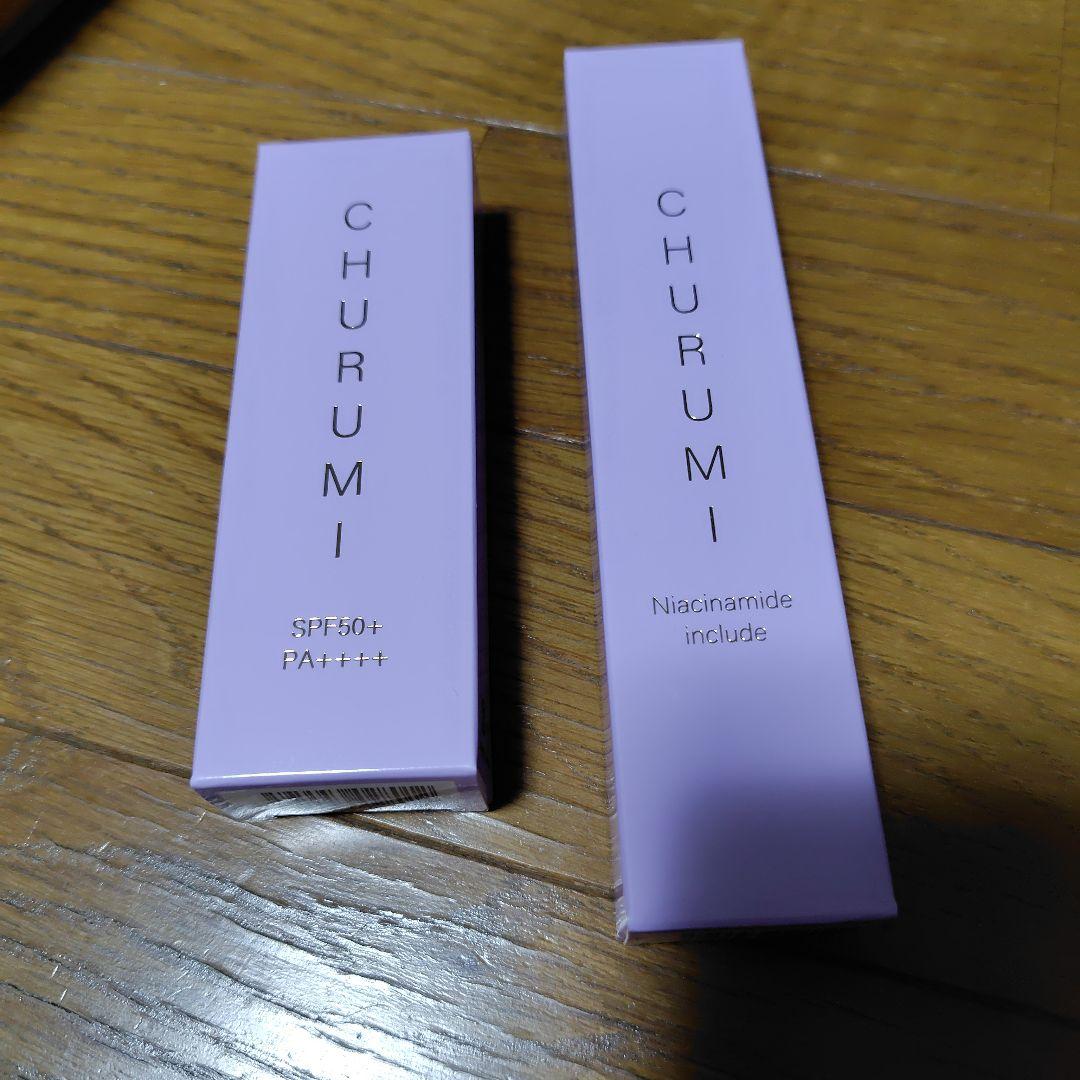 CHURUMI
SPF50+
PA++++
CHURUMI
Niacinamide
include